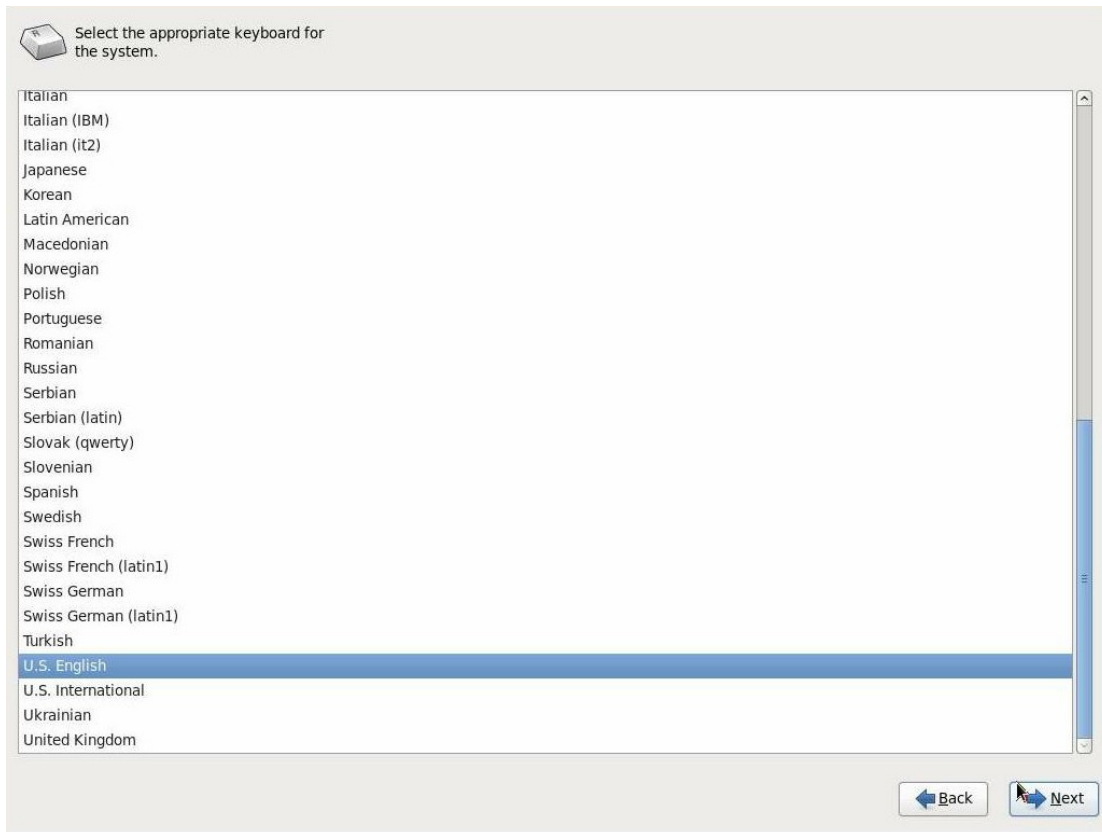 Select the appropriate keyboard for
the system.
Italian
Italian (IBM)
Italian (it2)
Japanese
Korean
Latin American
Macedonian
Norwegian
Polish
Portuguese
Romanian
Russian
Serbian
Serbian (latin)
Slovak (qwerty)
Slovenian
Spanish
Swedish
Swiss French
Swiss French (latin1)
Swiss German
Swiss German (latin1)
Turkish
U.S. English
U.S. International
Ukrainian
United Kingdom
Back Next